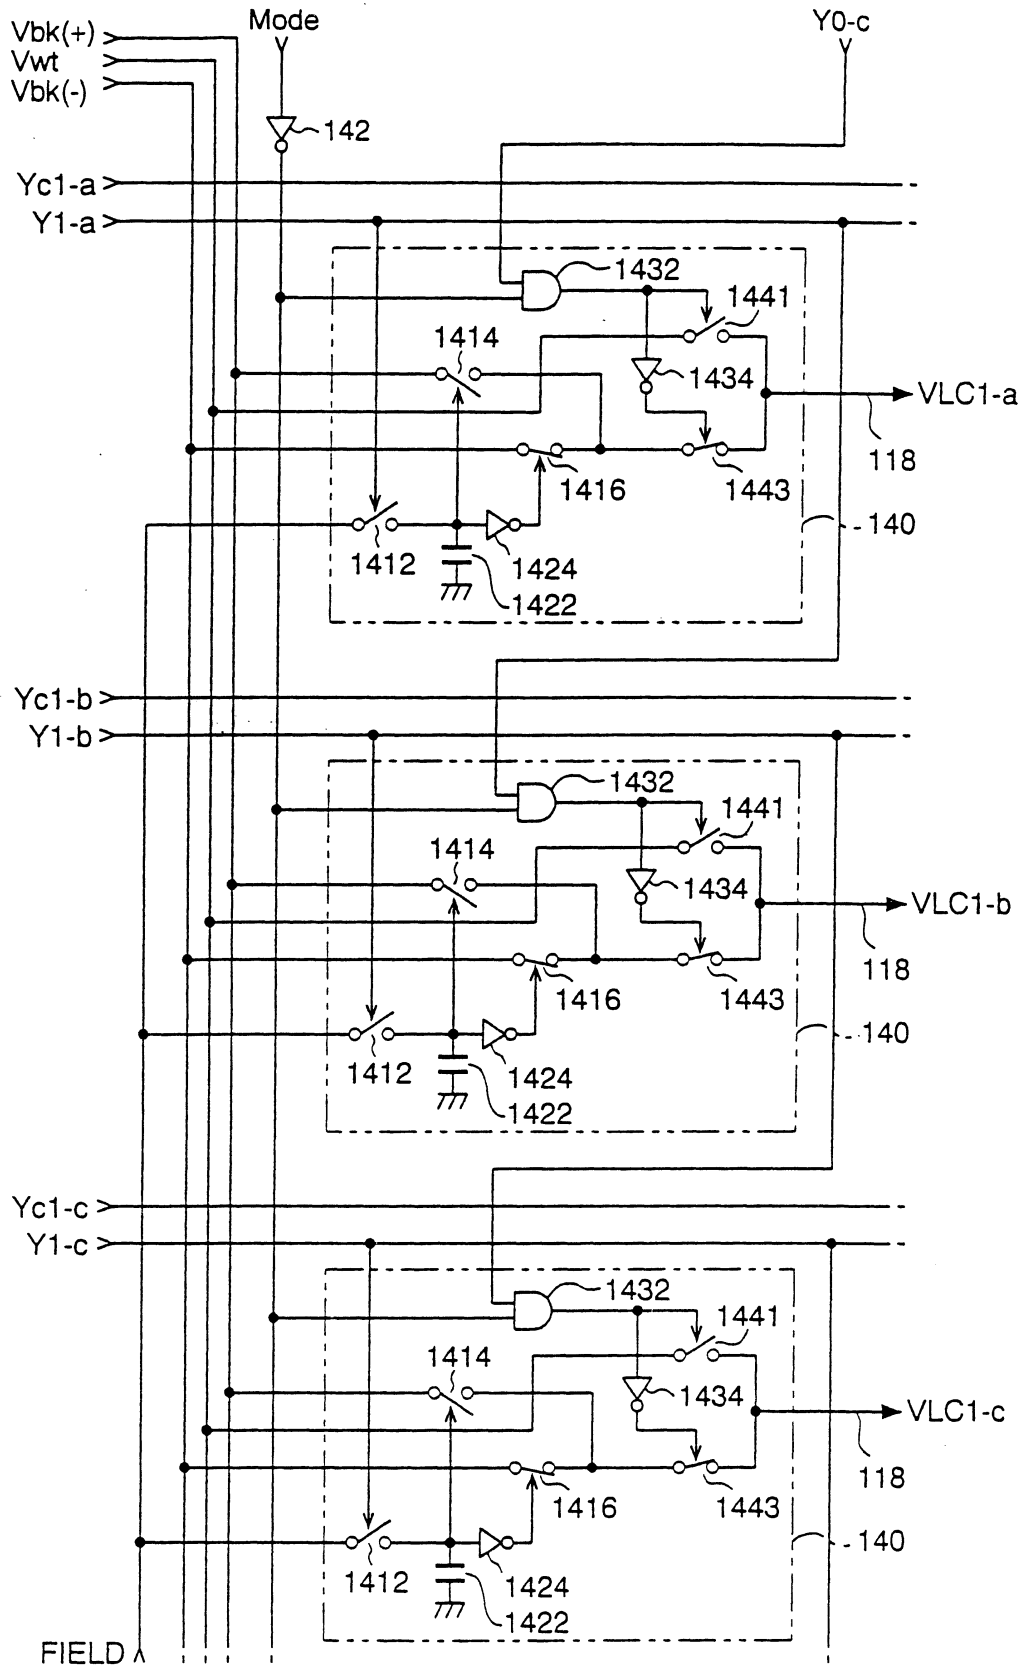 Vbk(+)
Mode
Y0-c
Vwt
Vbk(-)
142
Yc1-a
Y1-a
1432
1441
1414
1434
VLC1-a
118
1416
1443
140
1412
1424
1422
Yc1-b
Y1-b
1432
1441
1414
1434
VLC1-b
118
1416
1443
140
1412
1424
1422
Yc1-c
Y1-c
1432
1441
1414
1434
VLC1-c
118
1416
1443
140
1412
1424
1422
FIELD